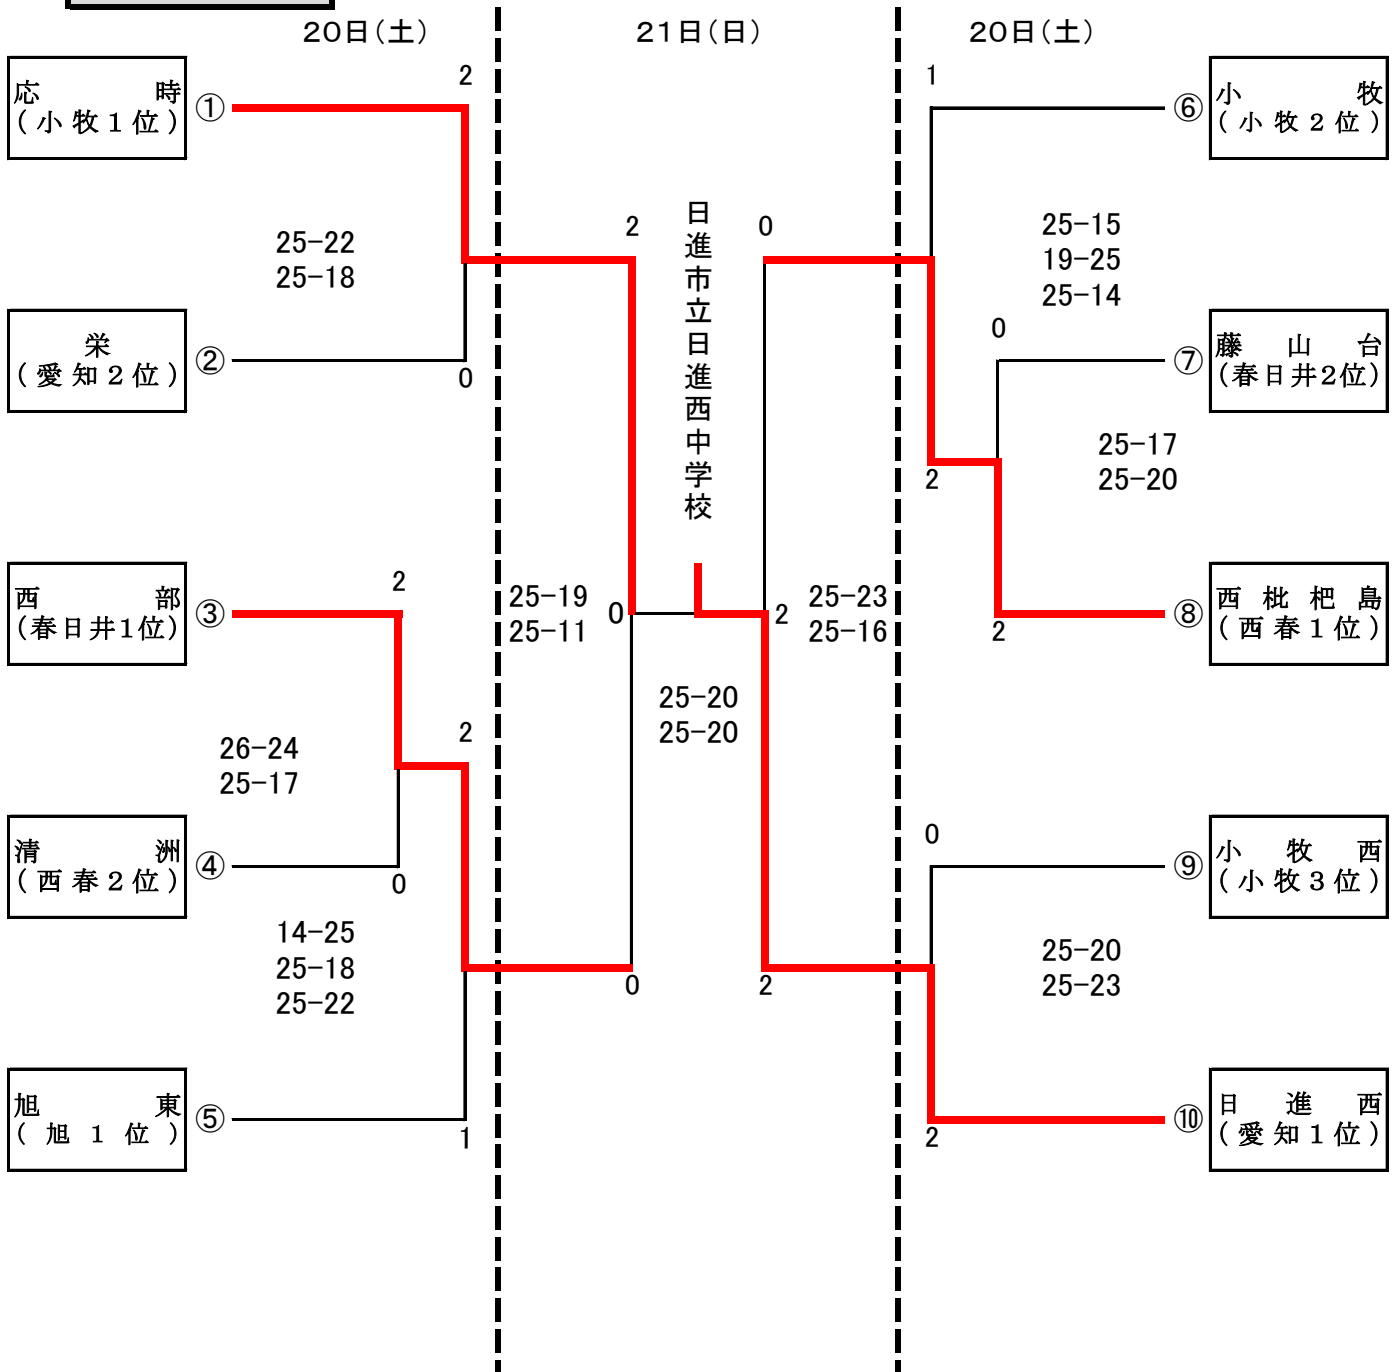 20日(土)
21日(日)
20日(土)
応時
(小牧1位)
①
2
25-22
25-18
栄
(愛知2位)
②
0
西部
(春日井1位)
③
2
26-24
25-17
清洲
(西春2位)
④
0
2
14-25
25-18
25-22
旭東
(旭1位)
⑤
1
2
25-19
25-11
0
0
日進市立日進西中学校
25-20
25-20
0
2
25-23
25-16
2
1
⑥
小牧
(小牧2位)
25-15
19-25
25-14
2
0
⑦
藤山台
(春日井2位)
25-17
25-20
2
⑧
西枇杷島
(西春1位)
0
⑨
小牧西
(小牧3位)
25-20
25-23
2
⑩
日進西
(愛知1位)